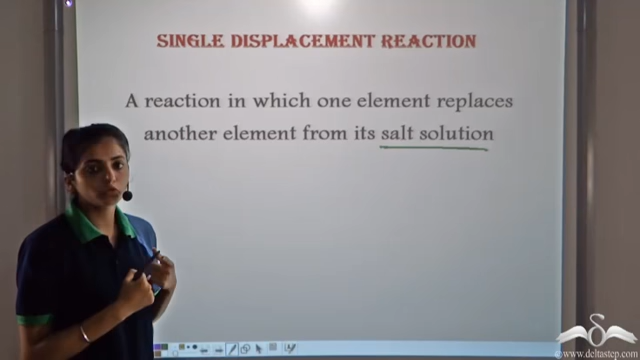 SINGLE DISPLACEMENT REACTION
A reaction in which one element replaces
another element from its salt solution
©www.deltastep.com